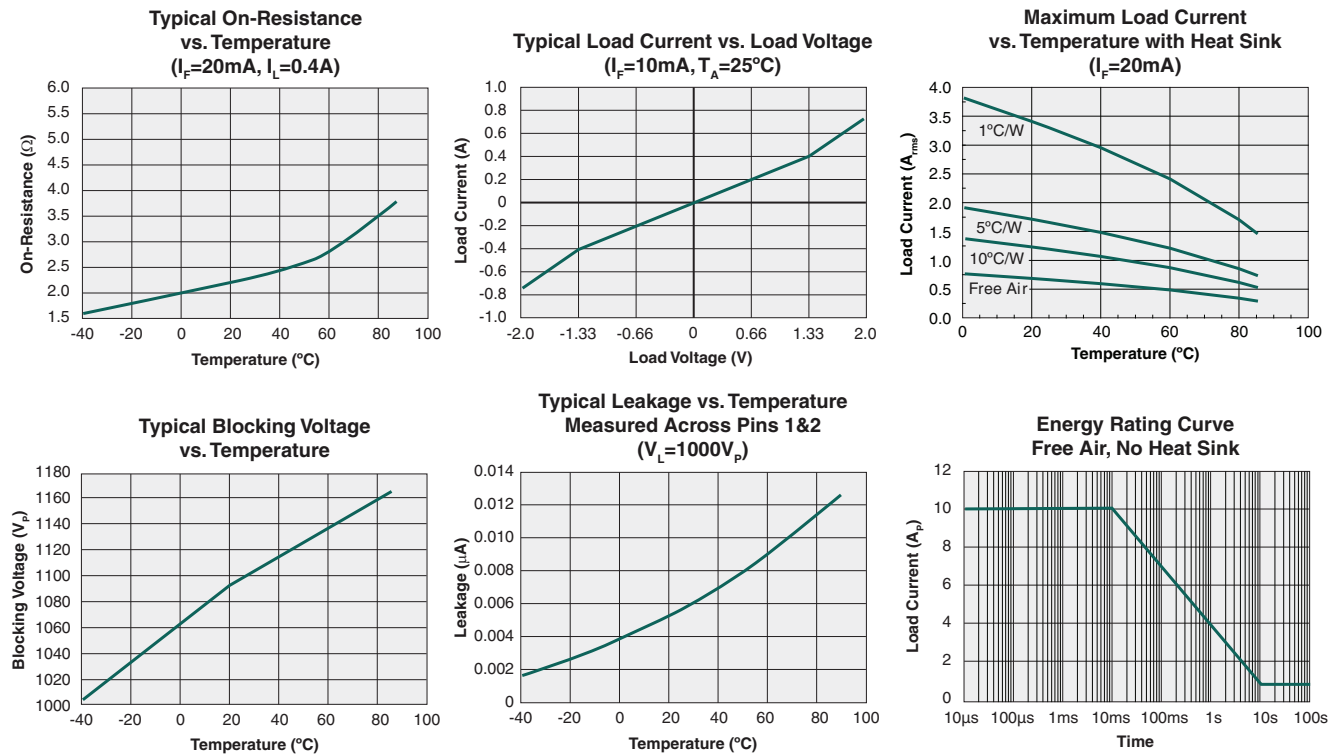 Typical On-Resistance
vs. Temperature
(I_F=20mA, I_L=0.4A)
6.0
5.5
5.0
4.5
4.0
3.5
3.0
2.5
2.0
1.5
On-Resistance (Ω)
-40 -20 0 20 40 60 80 100
Temperature (ºC)
Typical Load Current vs. Load Voltage
(I_F=10mA, T_A=25ºC)
1.0
0.8
0.6
0.4
0.2
0
-0.2
-0.4
-0.6
-0.8
-1.0
Load Current (A)
-2.0 -1.33 -0.66 0 0.66 1.33 2.0
Load Voltage (V)
Maximum Load Current
vs. Temperature with Heat Sink
(I_F=20mA)
4.0
3.5
3.0
2.5
2.0
1.5
1.0
0.5
0.0
Load Current (A_rms)
1ºC/W
5ºC/W
10ºC/W
Free Air
0 20 40 60 80 100
Temperature (ºC)
Typical Blocking Voltage
vs. Temperature
1180
1160
1140
1120
1100
1080
1060
1040
1020
1000
Blocking Voltage (V_P)
-40 -20 0 20 40 60 80 100
Temperature (ºC)
Typical Leakage vs. Temperature
Measured Across Pins 1&2
(V_L=1000V_P)
0.014
0.012
0.010
0.008
0.006
0.004
0.002
0
Leakage (µA)
-40 -20 0 20 40 60 80 100
Temperature (ºC)
Energy Rating Curve
Free Air, No Heat Sink
12
10
8
6
4
2
0
Load Current (A_P)
10µs 100µs 1ms 10ms 100ms 1s 10s 100s
Time